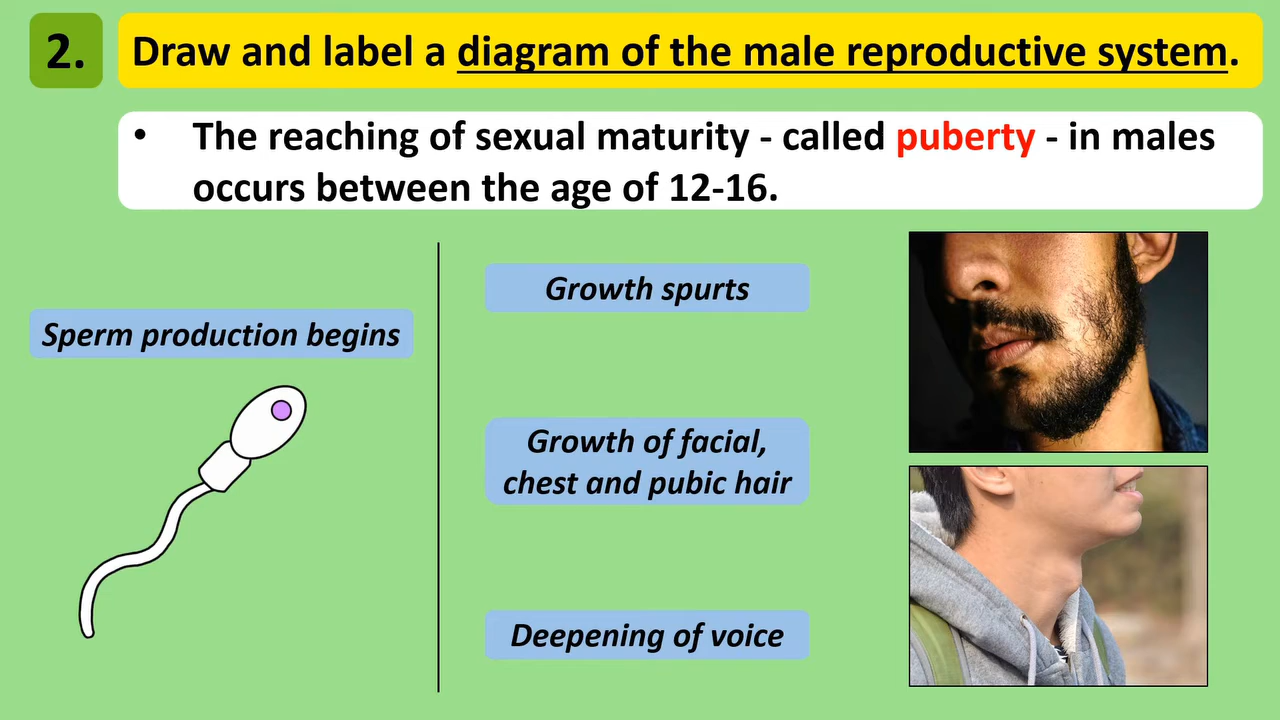 2.
Draw and label a diagram of the male reproductive system.
• The reaching of sexual maturity - called puberty - in males
occurs between the age of 12-16.
Sperm production begins
Growth spurts
Growth of facial,
chest and pubic hair
Deepening of voice